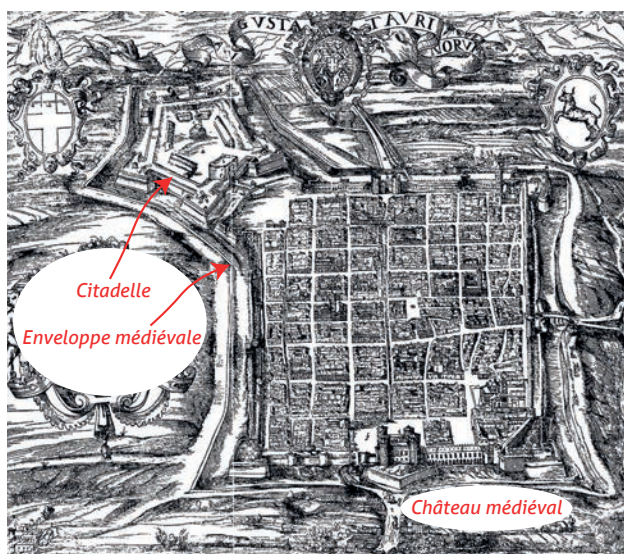 GVSTA TAVRI
NORV
Citadelle
Enveloppe médiévale
Château médiéval